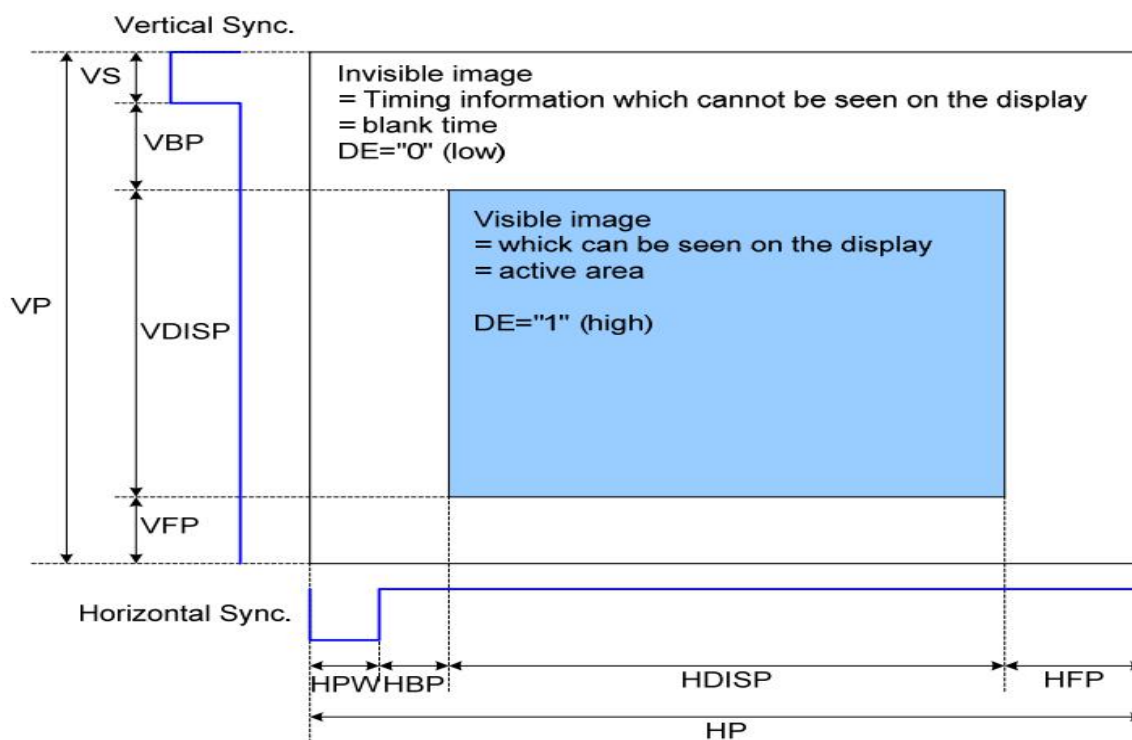 Vertical Sync.
VS
Invisible image
= Timing information which cannot be seen on the display
= blank time
DE="0" (low)
VBP
Visible image
= whick can be seen on the display
= active area
DE="1" (high)
VP
VDISP
VFP
Horizontal Sync.
HPW
HBP
HDISP
HFP
HP